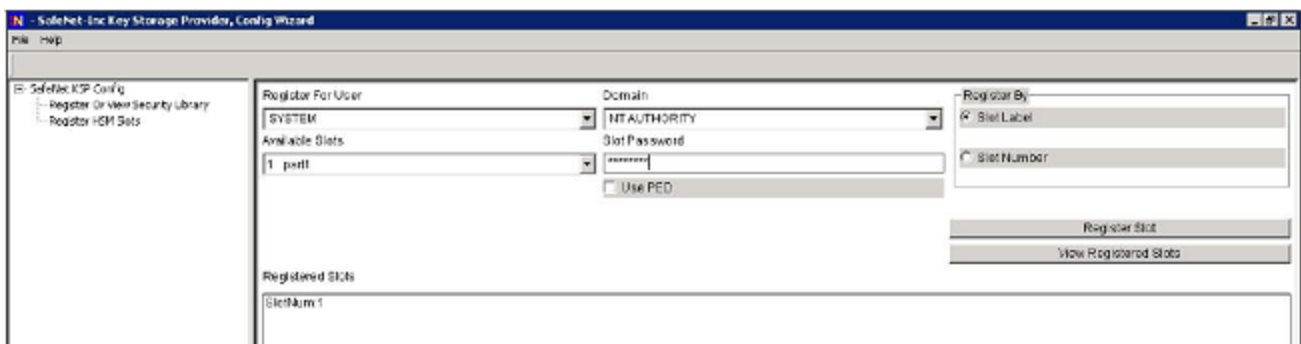 N - SafeNet-Inc Key Storage Provider, Config Wizard
File Help
SafeNet KSP Config
Register Or View Security Library
Register HSM Slots
Register For User
Domain
Register By
SYSTEM
NT AUTHORITY
Slot Label
Available Slots
Slot Password
1 part1
********
Slot Number
Use PED
Register Slot
View Registered Slots
Registered Slots
SlotNum:1